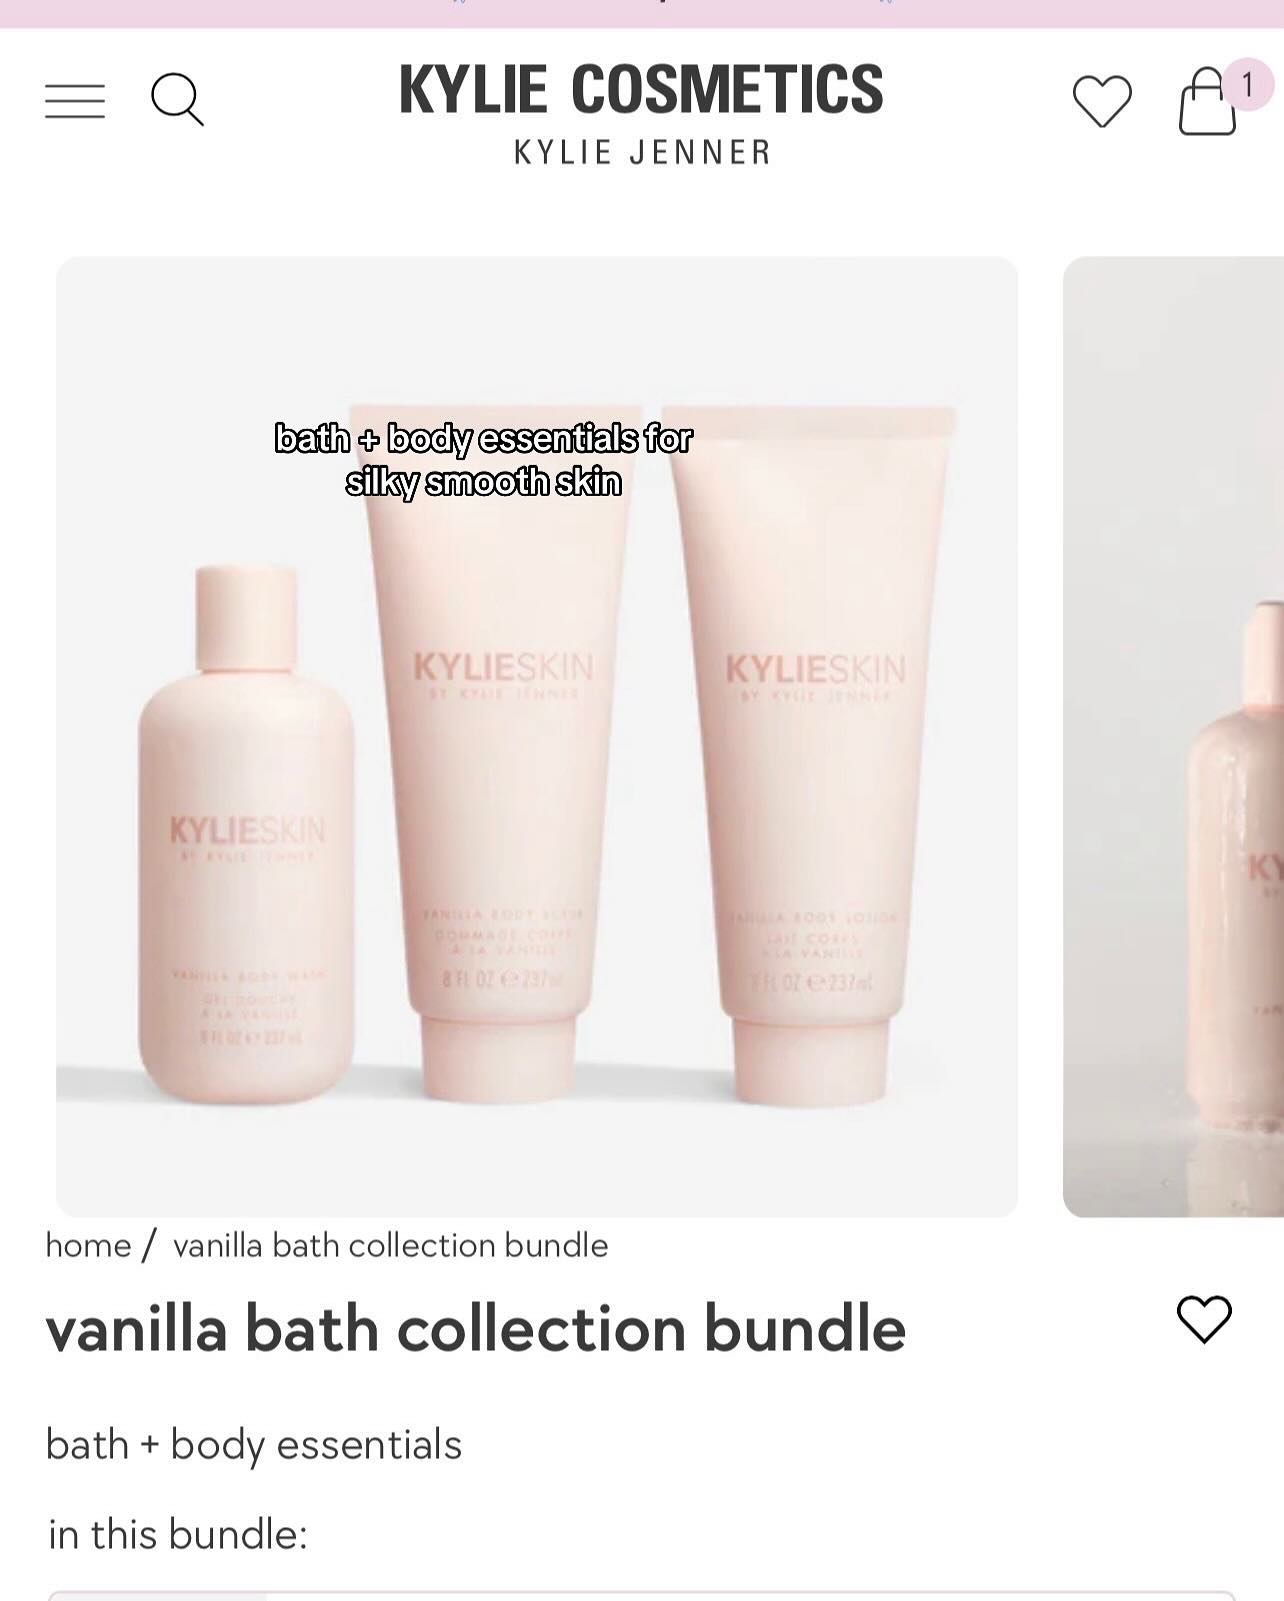 KYLIE COSMETICS
KYLIE JENNER
1
bath + body essentials for
silky smooth skin
KYLIESKIN
BY KYLIE JENNER
VANILLA BODY WASH
GEL DOUCHE
À LA VANILLE
8 FL OZ e 237 mL
KYLIESKIN
BY KYLIE JENNER
VANILLA BODY SCRUB
GOMMAGE CORPS
À LA VANILLE
8 FL OZ e 237 mL
KYLIESKIN
BY KYLIE JENNER
VANILLA BODY LOTION
LAIT CORPS
À LA VANILLE
8 FL OZ e 237 mL
KY
home / vanilla bath collection bundle
vanilla bath collection bundle
bath + body essentials
in this bundle: